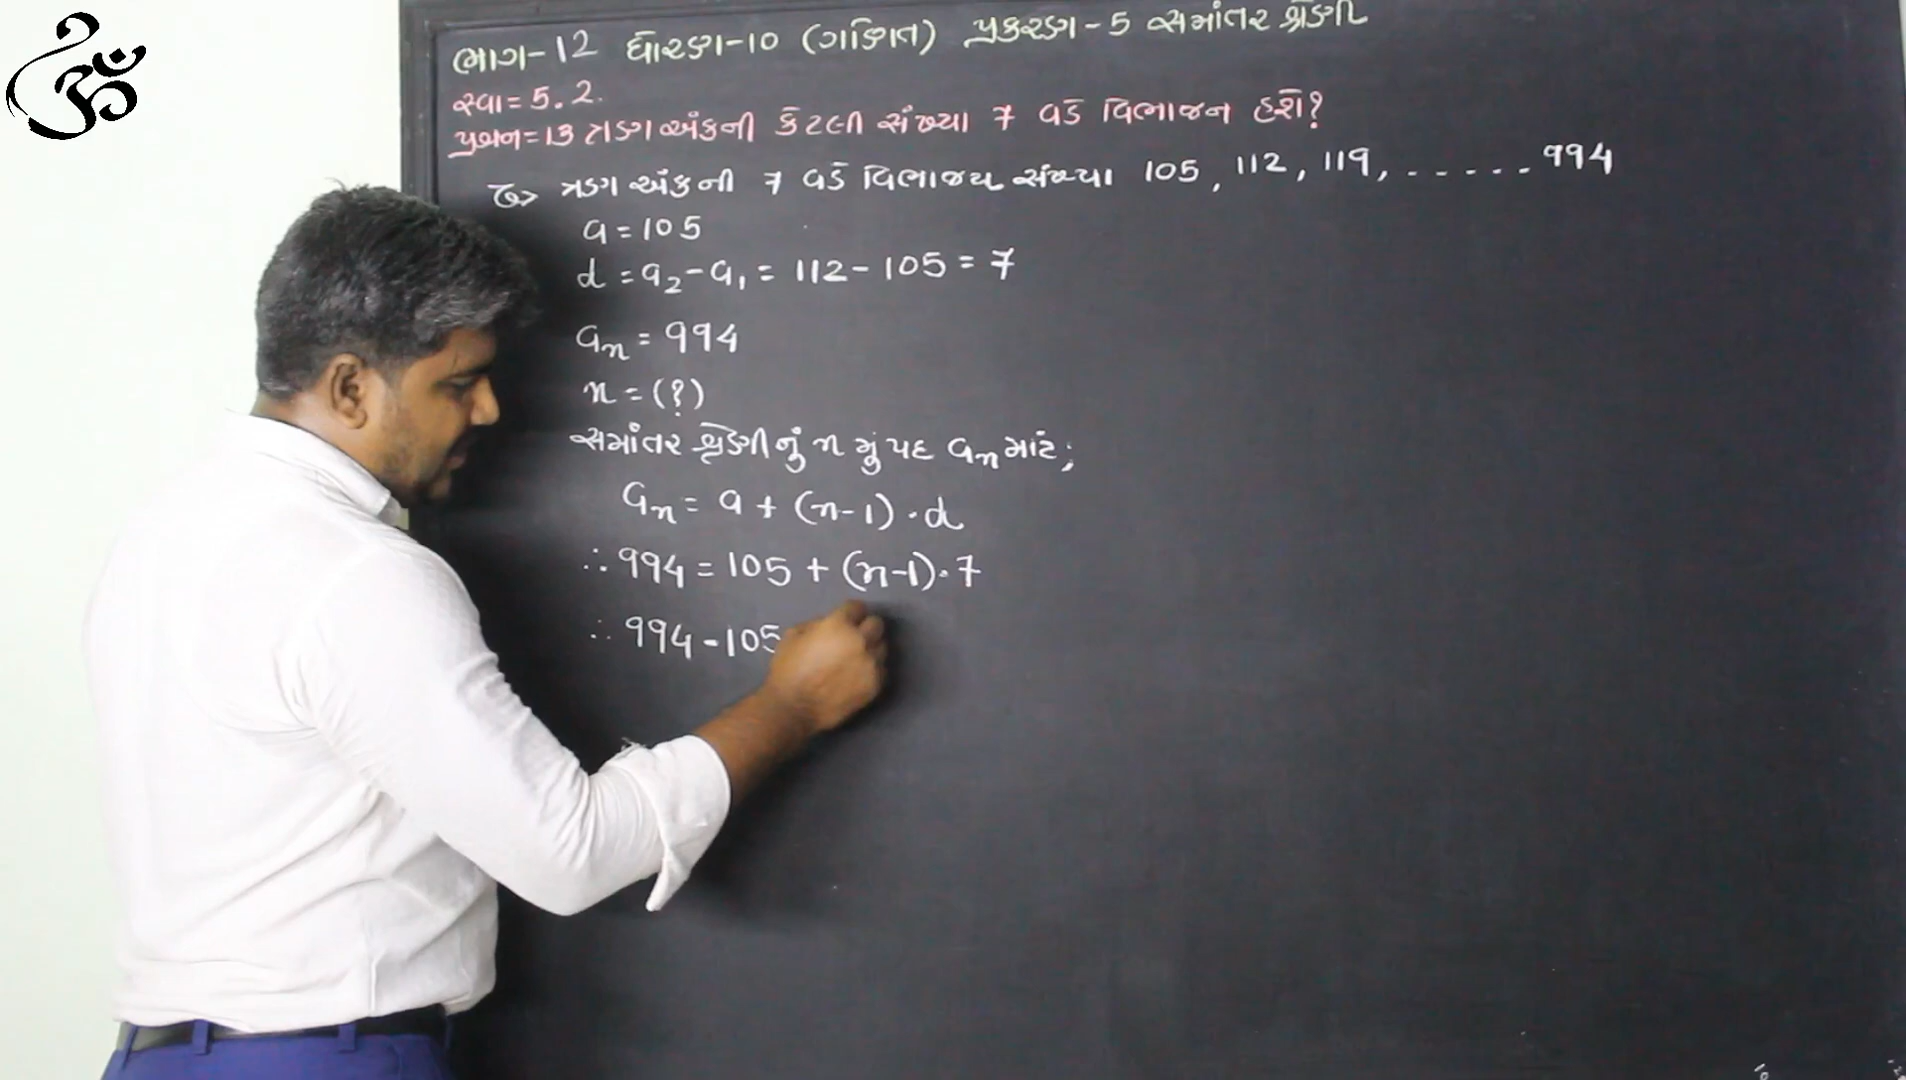 ૐ
ભાગ-12 ધોરણ-10 (ગણિત) પ્રકરણ-5 સમાંતર શ્રેણી
સ્વા = 5.2.
પ્રશ્ન=13 ત્રણ અંકની કેટલી સંખ્યા 7 વડે વિભાજન હશે?
જ> ત્રણ અંકની 7 વડે વિભાજ્ય સંખ્યા 105, 112, 119, ...... 994
a = 105
d = a₂ - a₁ = 112 - 105 = 7
aₙ = 994
n = (?)
સમાંતર શ્રેણીનું n મું પદ aₙ માટે;
aₙ = a + (n-1)·d
∴ 994 = 105 + (n-1)·7
∴ 994 - 105